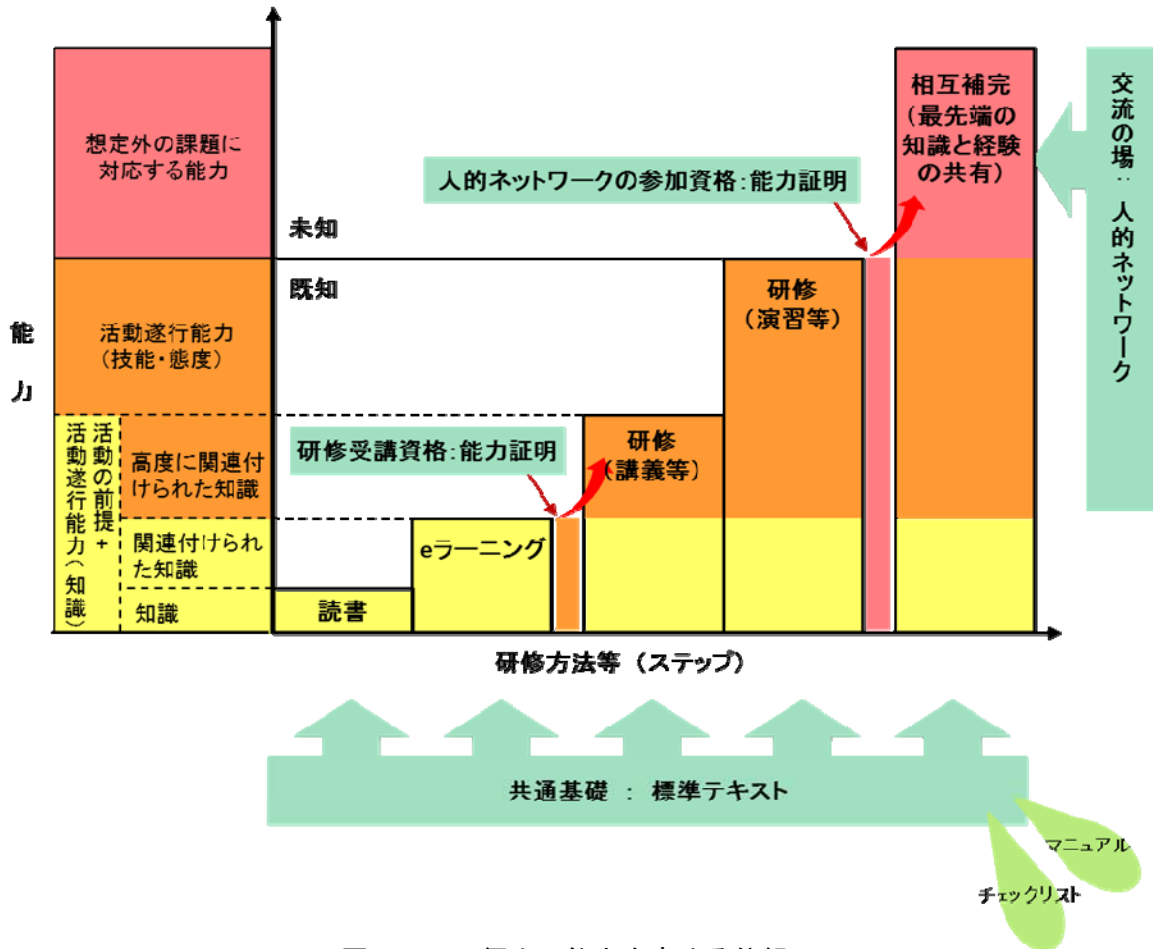 想定外の課題に
対応する能力
活動遂行能力
（技能・態度）
能
力
活動の前提＋
活動遂行能力（知識）
高度に関連付
けられた知識
関連付けられ
た知識
知識
未知
既知
人的ネットワークの参加資格：能力証明
研修受講資格：能力証明
読書
eラーニング
研修
（講義等）
研修
（演習等）
相互補完
（最先端の
知識と経験
の共有）
交流の場：人的ネットワーク
研修方法等（ステップ）
共通基礎 ： 標準テキスト
マニュアル
チェックリスト